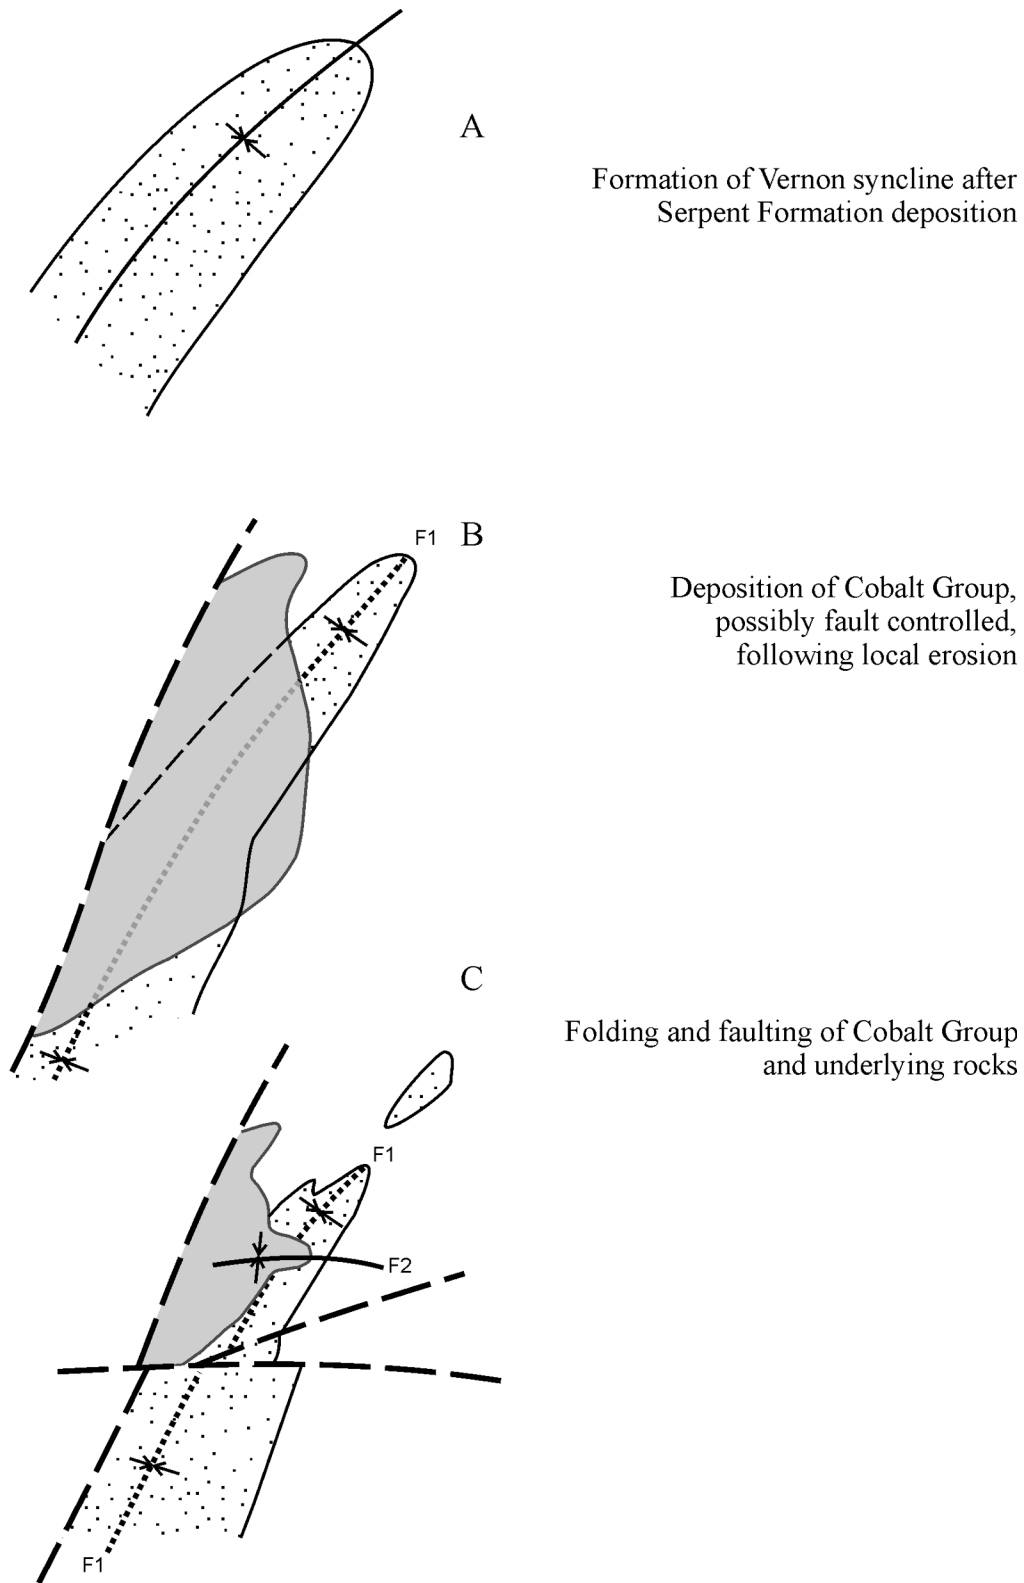 A
Formation of Vernon syncline after
Serpent Formation deposition
F1
B
Deposition of Cobalt Group,
possibly fault controlled,
following local erosion
C
Folding and faulting of Cobalt Group
and underlying rocks
F1
F2
F1